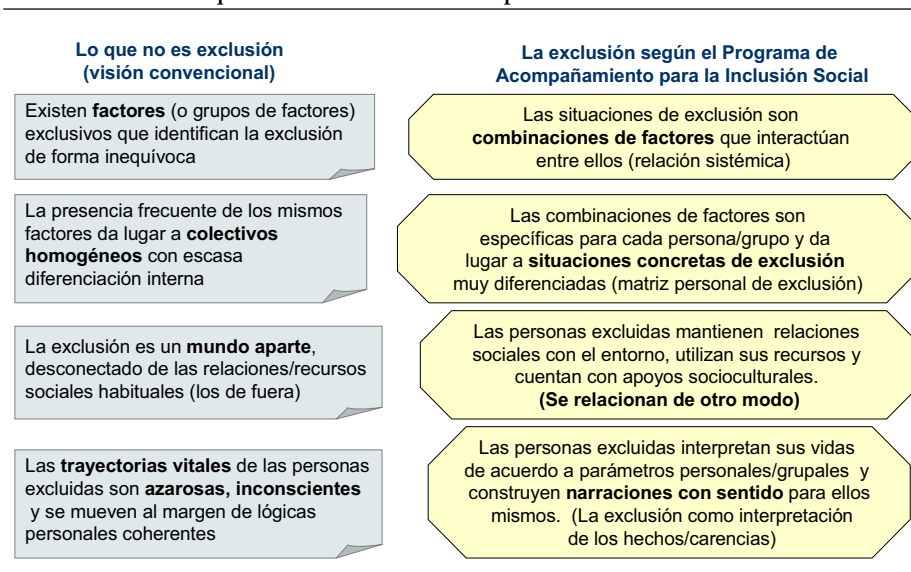 Lo que no es exclusión
(visión convencional)
Existen factores (o grupos de factores)
exclusivos que identifican la exclusión
de forma inequívoca
La presencia frecuente de los mismos
factores da lugar a colectivos
homogéneos con escasa
diferenciación interna
La exclusión es un mundo aparte,
desconectado de las relaciones/recursos
sociales habituales (los de fuera)
Las trayectorias vitales de las personas
excluidas son azarosas, inconscientes
y se mueven al margen de lógicas
personales coherentes
La exclusión según el Programa de
Acompañamiento para la Inclusión Social
Las situaciones de exclusión son
combinaciones de factores que interactúan
entre ellos (relación sistémica)
Las combinaciones de factores son
específicas para cada persona/grupo y da
lugar a situaciones concretas de exclusión
muy diferenciadas (matriz personal de exclusión)
Las personas excluidas mantienen relaciones
sociales con el entorno, utilizan sus recursos y
cuentan con apoyos socioculturales.
(Se relacionan de otro modo)
Las personas excluidas interpretan sus vidas
de acuerdo a parámetros personales/grupales y
construyen narraciones con sentido para ellos
mismos. (La exclusión como interpretación
de los hechos/carencias)